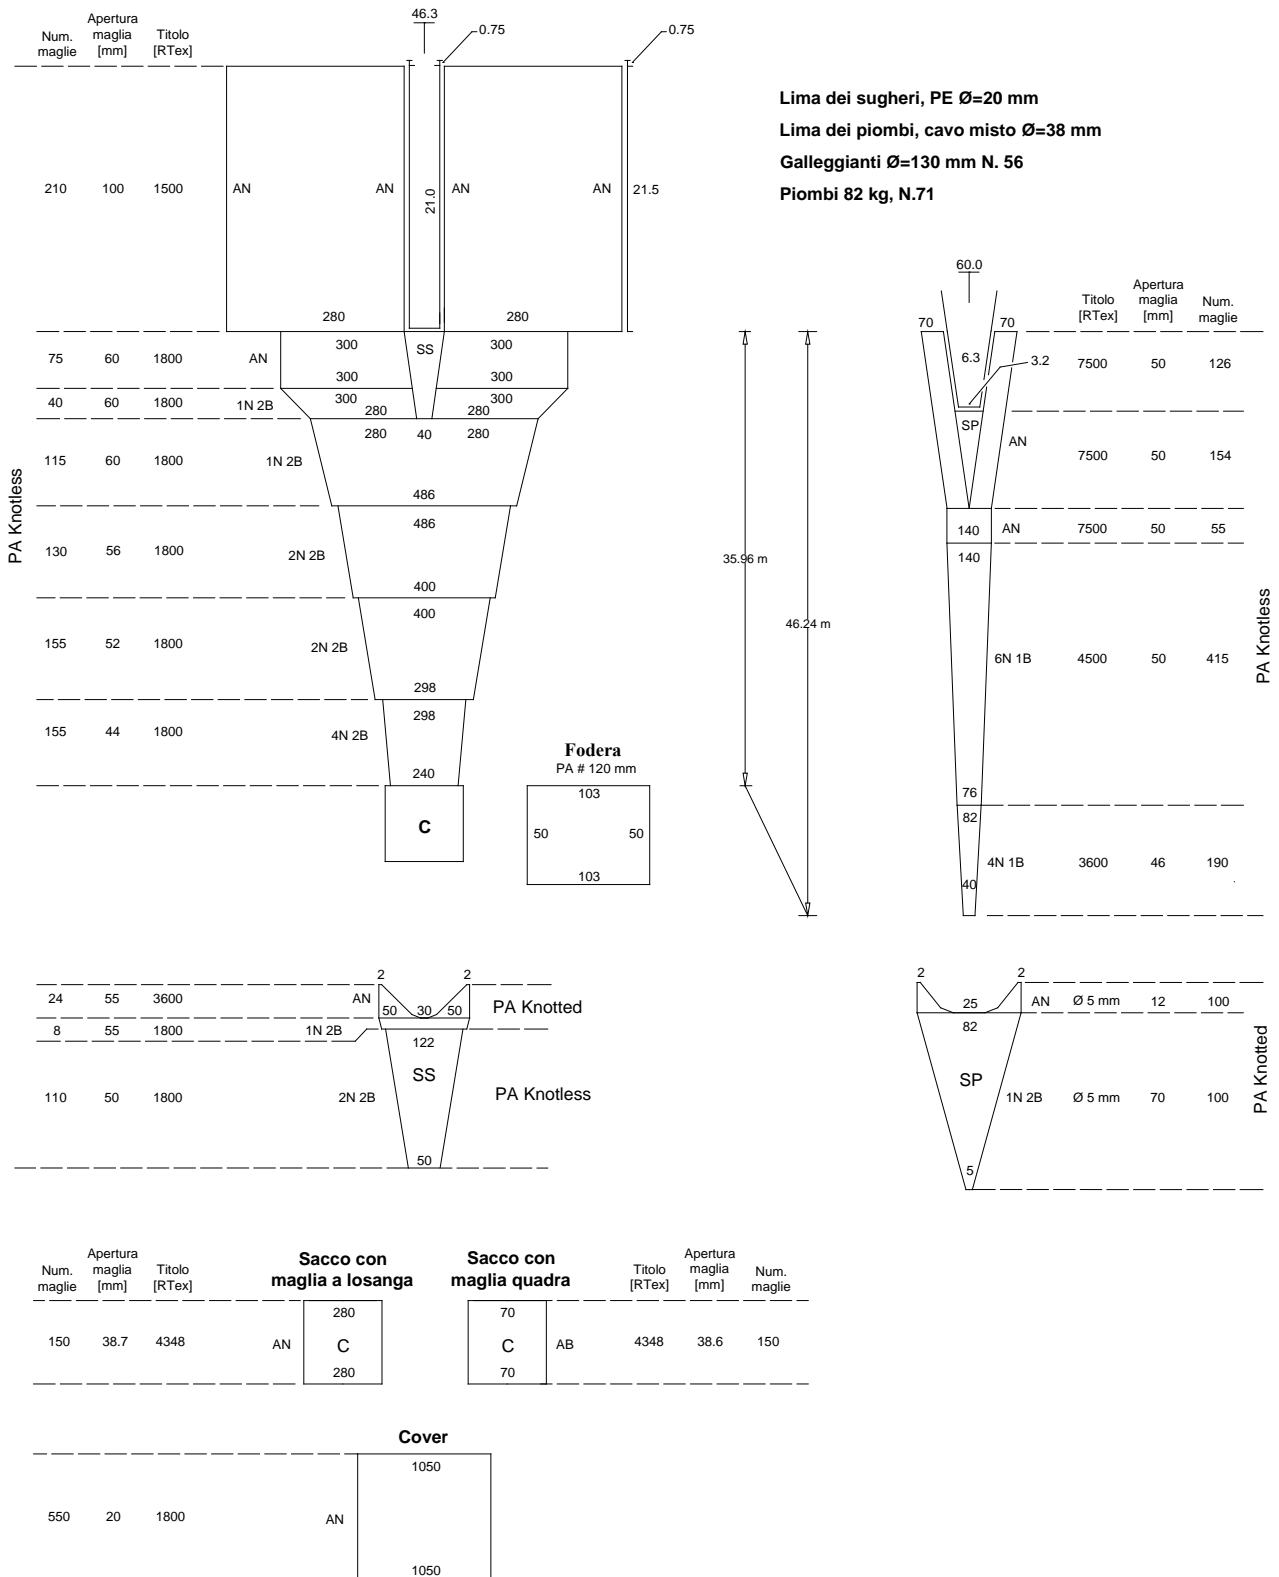 Num. maglie
Apertura maglia [mm]
Titolo [RTex]
46.3
0.75
0.75
Lima dei sugheri, PE Ø=20 mm
Lima dei piombi, cavo misto Ø=38 mm
Galleggianti Ø=130 mm N. 56
Piombi 82 kg, N.71
210 100 1500 AN AN 21.0 AN AN 21.5
280 280
75 60 1800 AN 300 SS 300
300 300
40 60 1800 1N 2B 300 300
280 280
115 60 1800 1N 2B 280 40 280
486
130 56 1800 2N 2B 486
400
155 52 1800 2N 2B 400
298
155 44 1800 4N 2B 298
240
C
PA Knotless
Fodera
PA # 120 mm
103
50 50
103
35.96 m
46.24 m
60.0
Titolo [RTex]
Apertura maglia [mm]
Num. maglie
70 70
6.3 3.2 7500 50 126
SP AN 7500 50 154
140 AN 7500 50 55
140
6N 1B 4500 50 415
76
82
4N 1B 3600 46 190
40
PA Knotless
2 2
24 55 3600 AN 50 30 50 PA Knotted
8 55 1800 1N 2B
122
SS
110 50 1800 2N 2B PA Knotless
50
2 2
25 AN Ø 5 mm 12 100
82
SP
1N 2B Ø 5 mm 70 100
5
PA Knotted
Num. maglie
Apertura maglia [mm]
Titolo [RTex]
Sacco con
maglia a losanga
Sacco con
maglia quadra
Titolo [RTex]
Apertura maglia [mm]
Num. maglie
280 70
150 38.7 4348 AN C C AB 4348 38.6 150
280 70
Cover
1050
550 20 1800 AN
1050